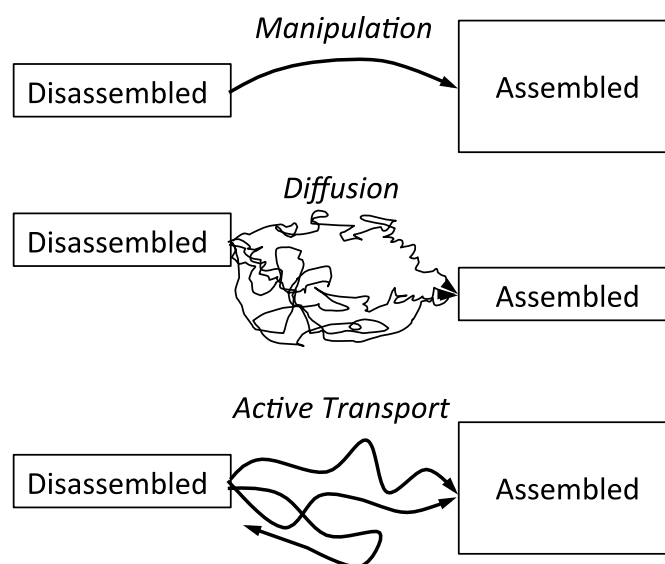 Manipulation
Disassembled
Assembled
Diffusion
Disassembled
Assembled
Active Transport
Disassembled
Assembled